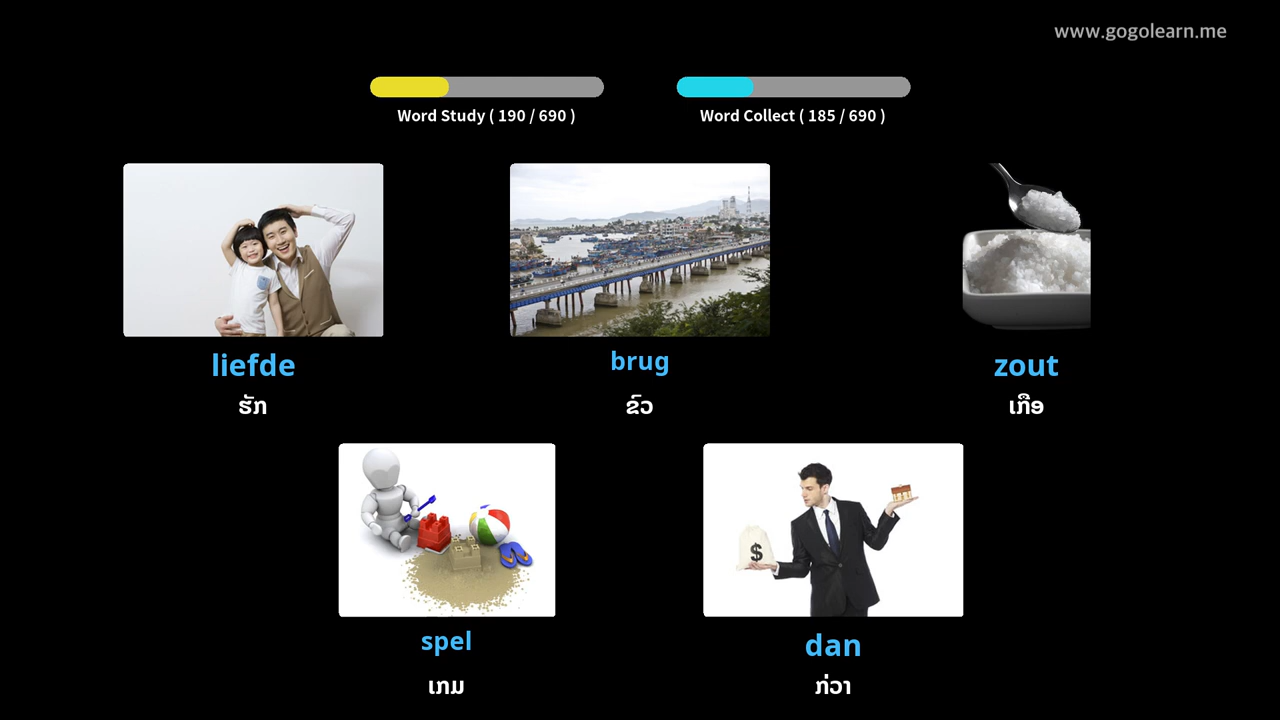 www.gogolearn.me
Word Study ( 190 / 690 )
Word Collect ( 185 / 690 )
liefde
ຮັກ
brug
ຂົວ
zout
ເກືອ
$
spel
ເກມ
dan
ກ່ວາ